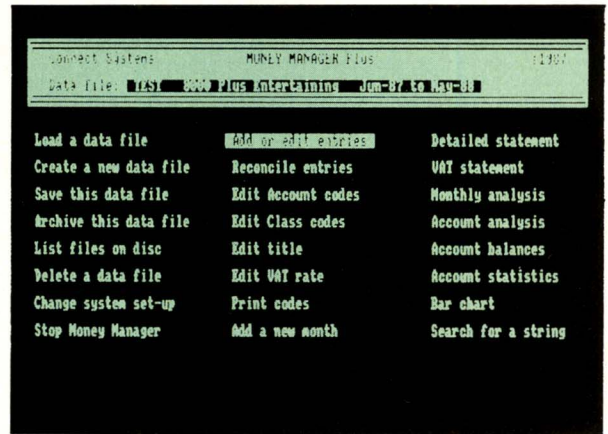 Connect Systems MONEY MANAGER Plus c1987
Data file: TEST 8000 Plus Entertaining Jun-87 to May-88
Load a data file Add or edit entries Detailed statement
Create a new data file Reconcile entries VAT statement
Save this data file Edit Account codes Monthly analysis
Archive this data file Edit Class codes Account analysis
List files on disc Edit title Account balances
Delete a data file Edit VAT rate Account statistics
Change system set-up Print codes Bar chart
Stop Money Manager Add a new month Search for a string